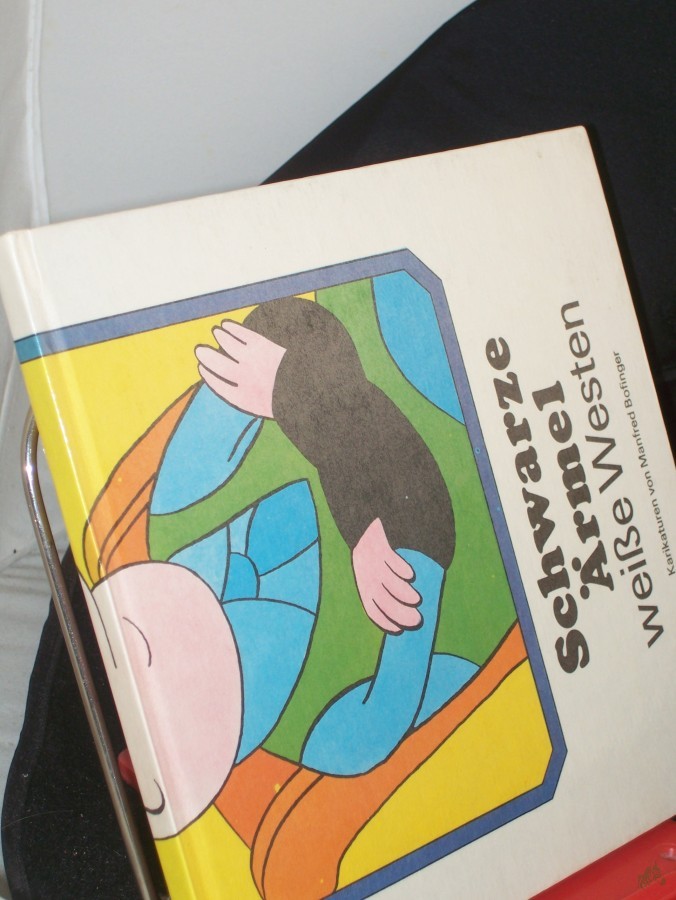 Schwarze
Ärmel
Weiße Westen
Karikaturen von Manfred Bofinger